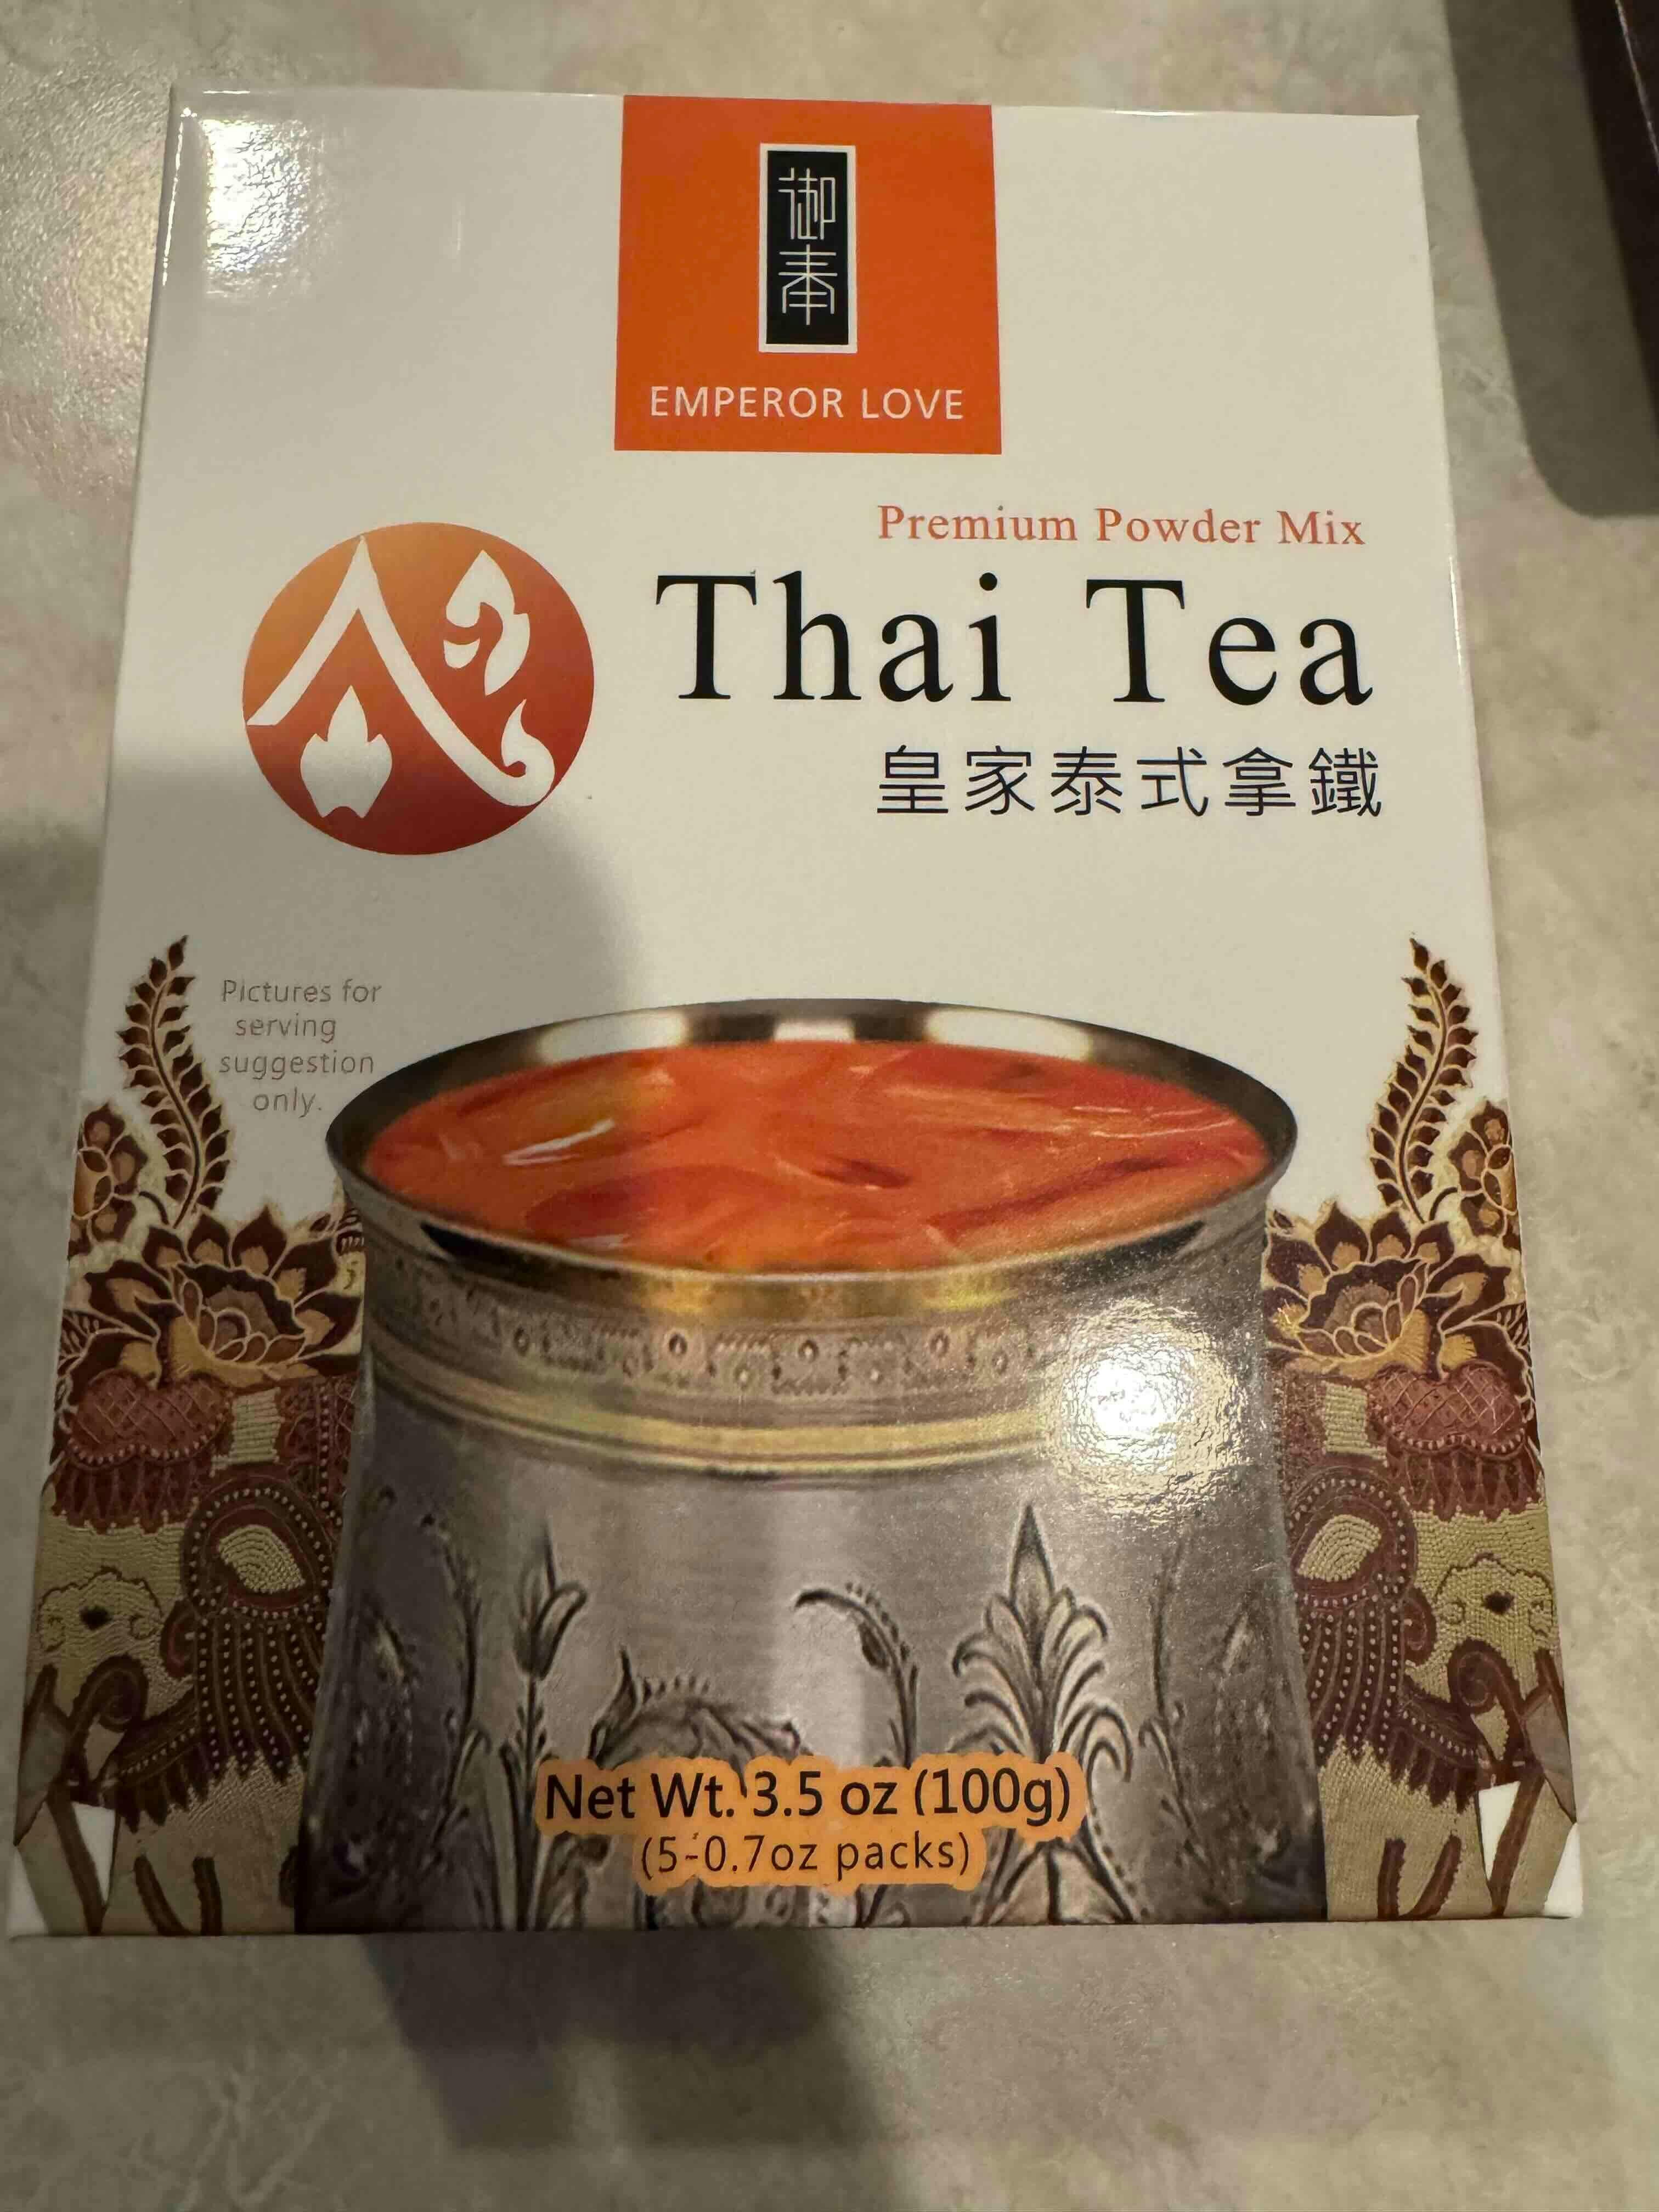 御奉
EMPEROR LOVE
Premium Powder Mix
Thai Tea
皇家泰式拿鐵
Pictures for
serving
suggestion
only.
Net Wt. 3.5 oz (100g)
(5-0.7oz packs)